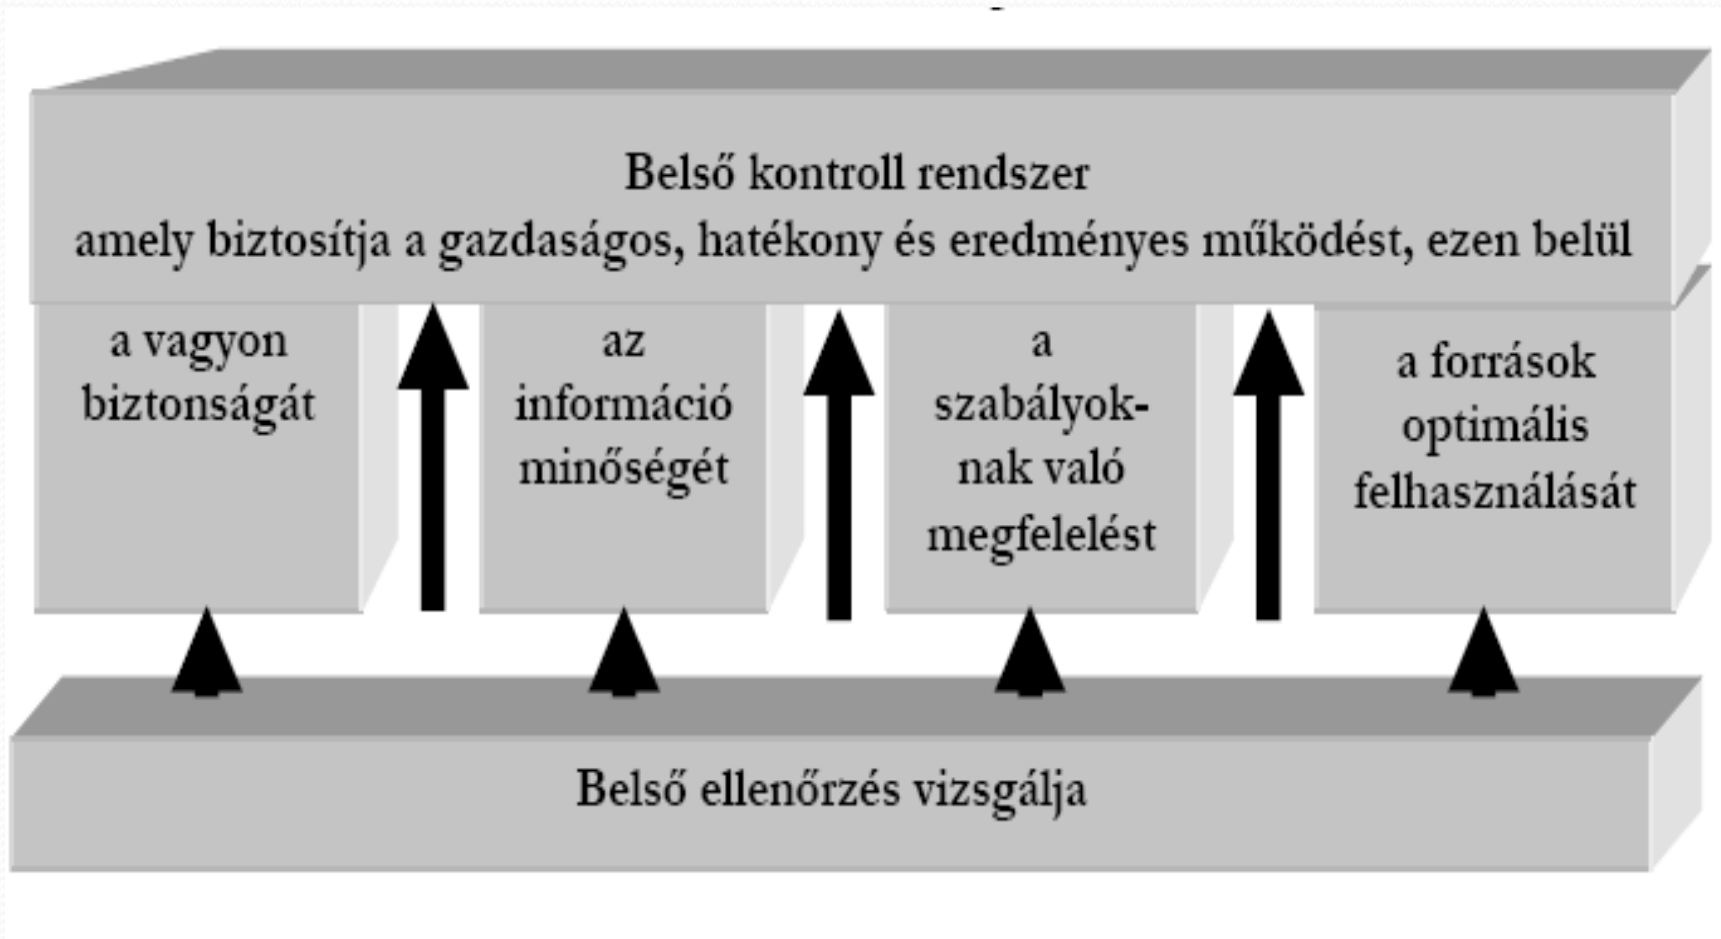 Belső kontroll rendszer
amely biztosítja a gazdaságos, hatékony és eredményes működést, ezen belül
a vagyon
biztonságát
az
információ
minőségét
a
szabályok-
nak való
megfelelést
a források
optimális
felhasználását
Belső ellenőrzés vizsgálja